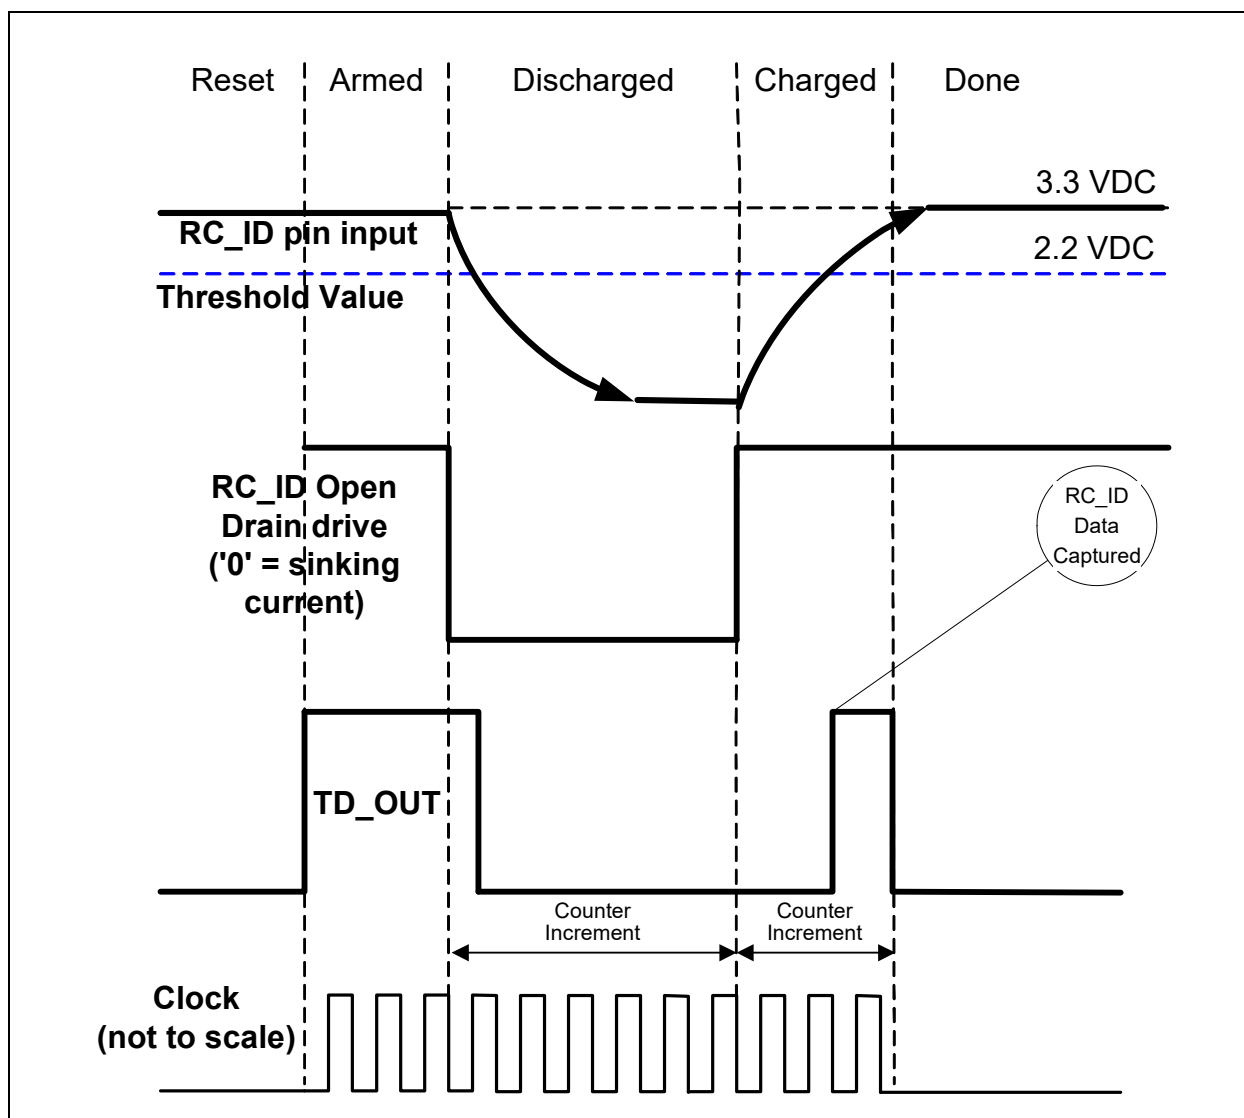 Reset Armed Discharged Charged Done
3.3 VDC
RC_ID pin input
2.2 VDC
Threshold Value
RC_ID Open
Drain drive
('0' = sinking
current)
RC_ID
Data
Captured
TD_OUT
Counter
Increment
Counter
Increment
Clock
(not to scale)